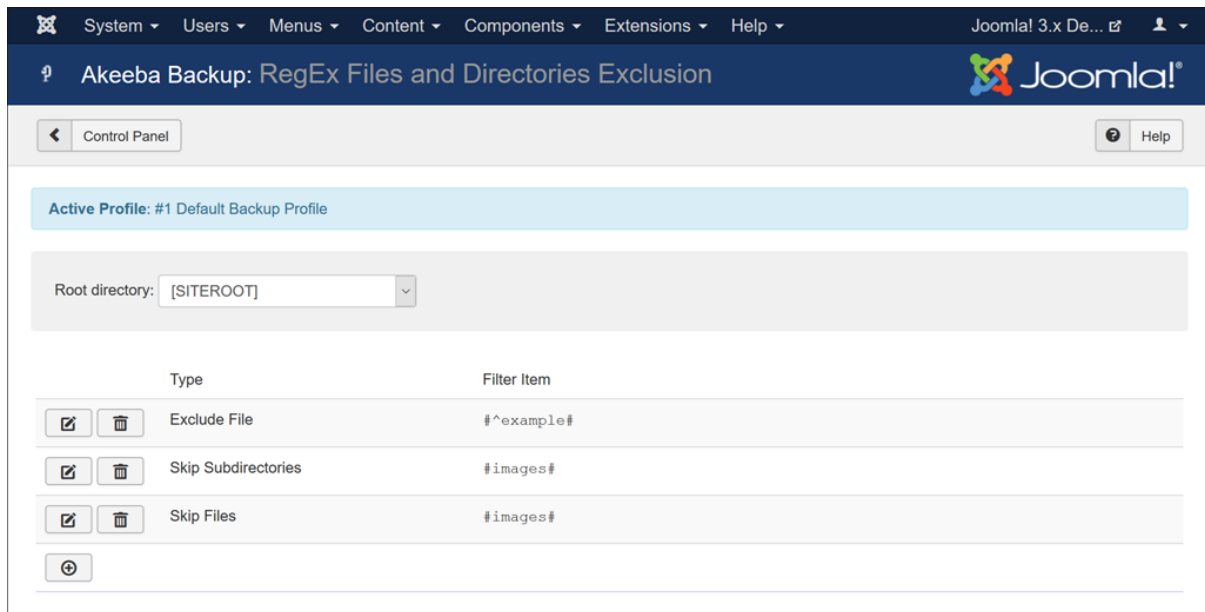 System Users Menus Content Components Extensions Help Joomla! 3.x De...
Akeeba Backup: RegEx Files and Directories Exclusion Joomla!®
Control Panel Help
Active Profile: #1 Default Backup Profile
Root directory: [SITEROOT]
Type Filter Item
Exclude File #^example#
Skip Subdirectories #images#
Skip Files #images#